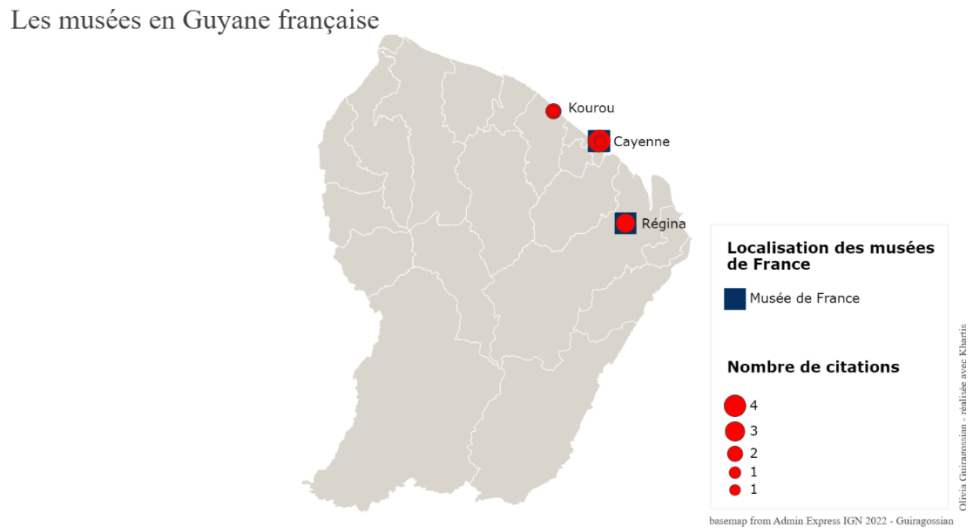 Les musées en Guyane française
Kourou
Cayenne
Régina
Localisation des musées
de France
Musée de France
Nombre de citations
4
3
2
1
1
Olivia Guiragossian - réalisée avec Khartis
basemap from Admin Express IGN 2022 - Guiragossian